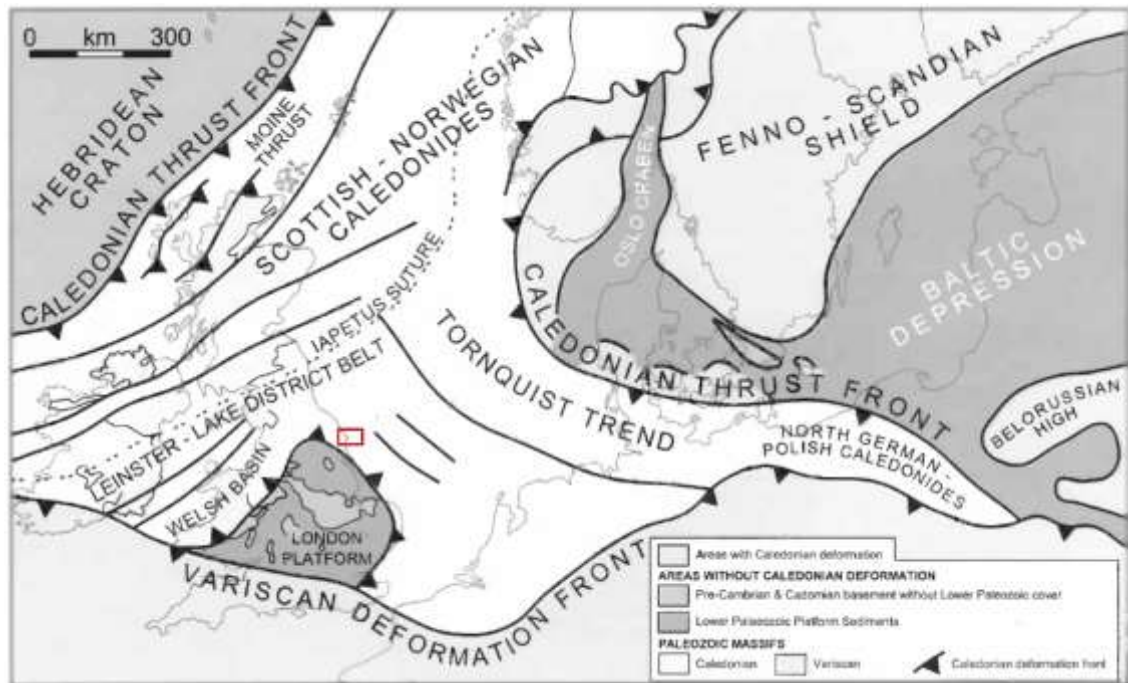 0 km 300
HEBRIDEAN
CRATON
CALEDONIAN THRUST FRONT
MOINE
THRUST
SCOTTISH - NORWEGIAN
CALEDONIDES
FENNO - SCANDIAN
SHIELD
OSLO GRABEN
BALTIC
DEPRESSION
IAPETUS SUTURE
LEINSTER - LAKE DISTRICT BELT
WELSH BASIN
LONDON
PLATFORM
TORNQUIST TREND
CALEDONIAN THRUST FRONT
NORTH GERMAN -
POLISH CALEDONIDES
BELORUSSIAN
HIGH
VARISCAN DEFORMATION FRONT
Areas with Caledonian deformation
AREAS WITHOUT CALEDONIAN DEFORMATION
Pre-Cambrian & Cadomian basement without Lower Paleozoic cover
Lower Palaeozoic Platform Sediments
PALEOZOIC MASSIFS
Caledonian Variscan Caledonian deformation front